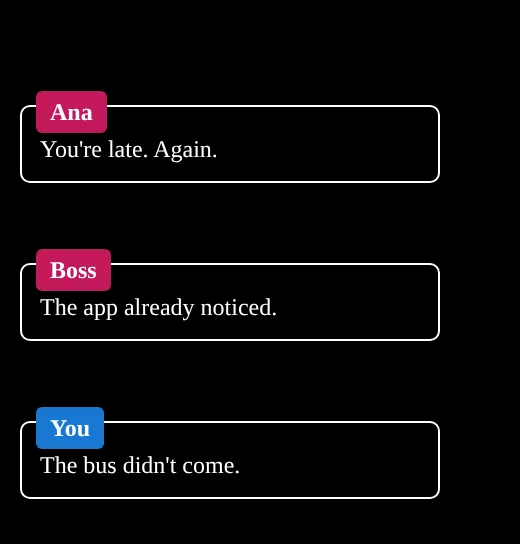 Ana
You're late. Again.
Boss
The app already noticed.
You
The bus didn't come.